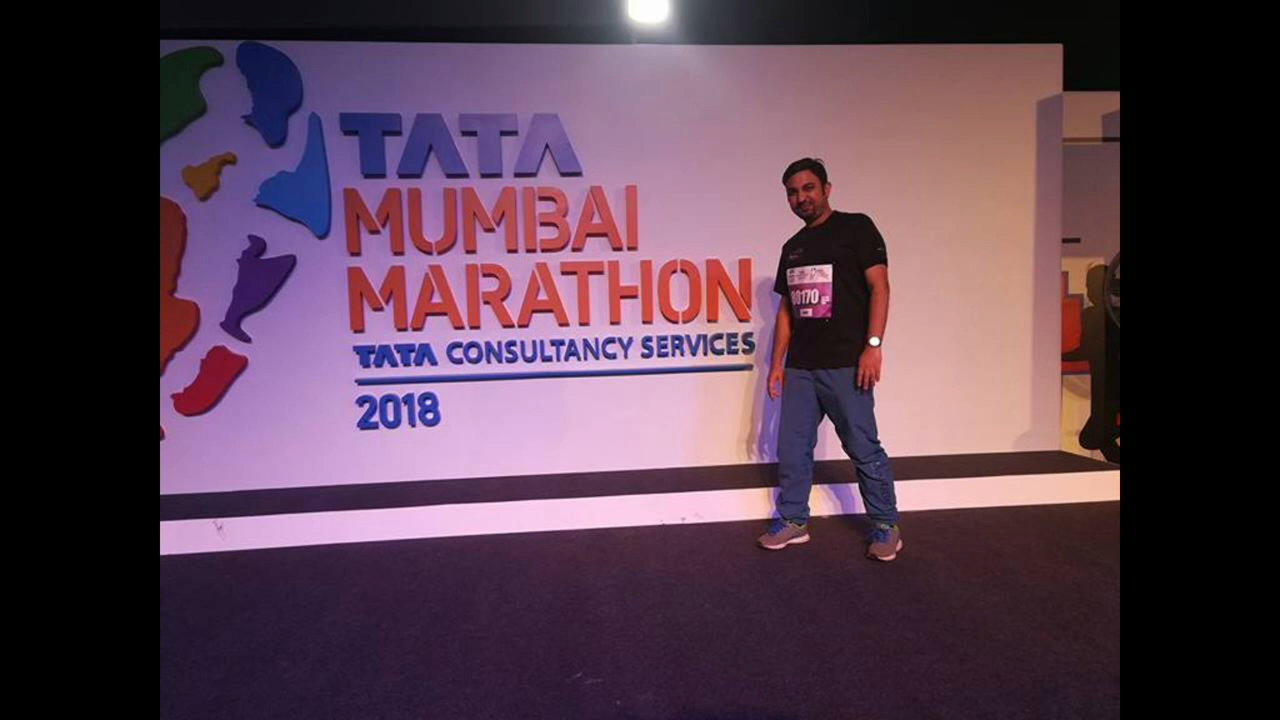 TATA
MUMBAI
MARATHON
TATA CONSULTANCY SERVICES
2018